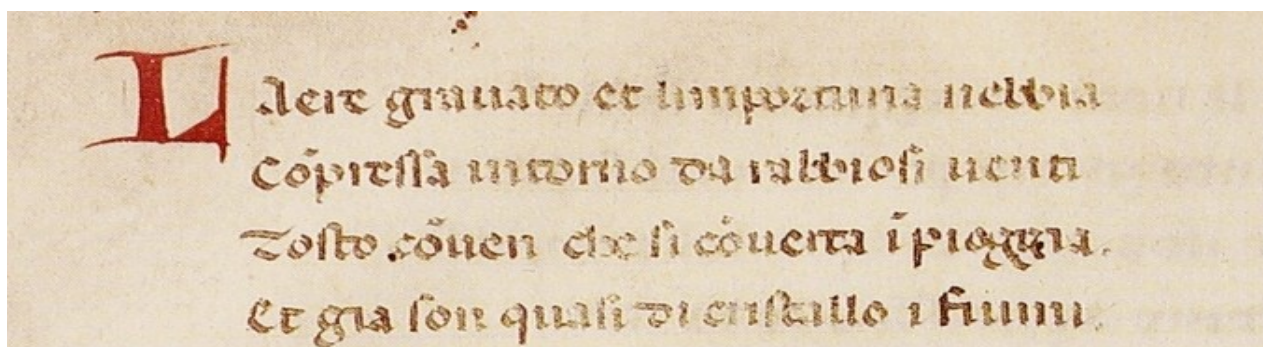 Laere grauato et limportuna nebbia
Cōpressa intorno da rabbiosi uenti
Tosto cōuen che si cōuerta ī pioggia.
Et gia son quasi di cristallo i fiumi.